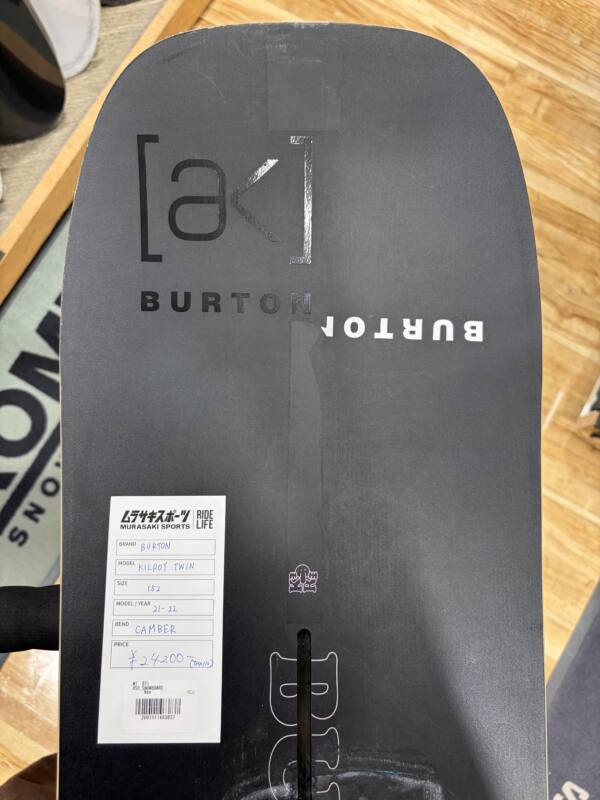 [ak]
BURTON
BURTON
ムラサキスポーツ
MURASAKI SPORTS
RIDE
LIFE
BRAND BURTON
MODEL KILROY TWIN
SIZE 152
MODEL / YEAR 21-22
BEND CAMBER
PRICE ¥24200-